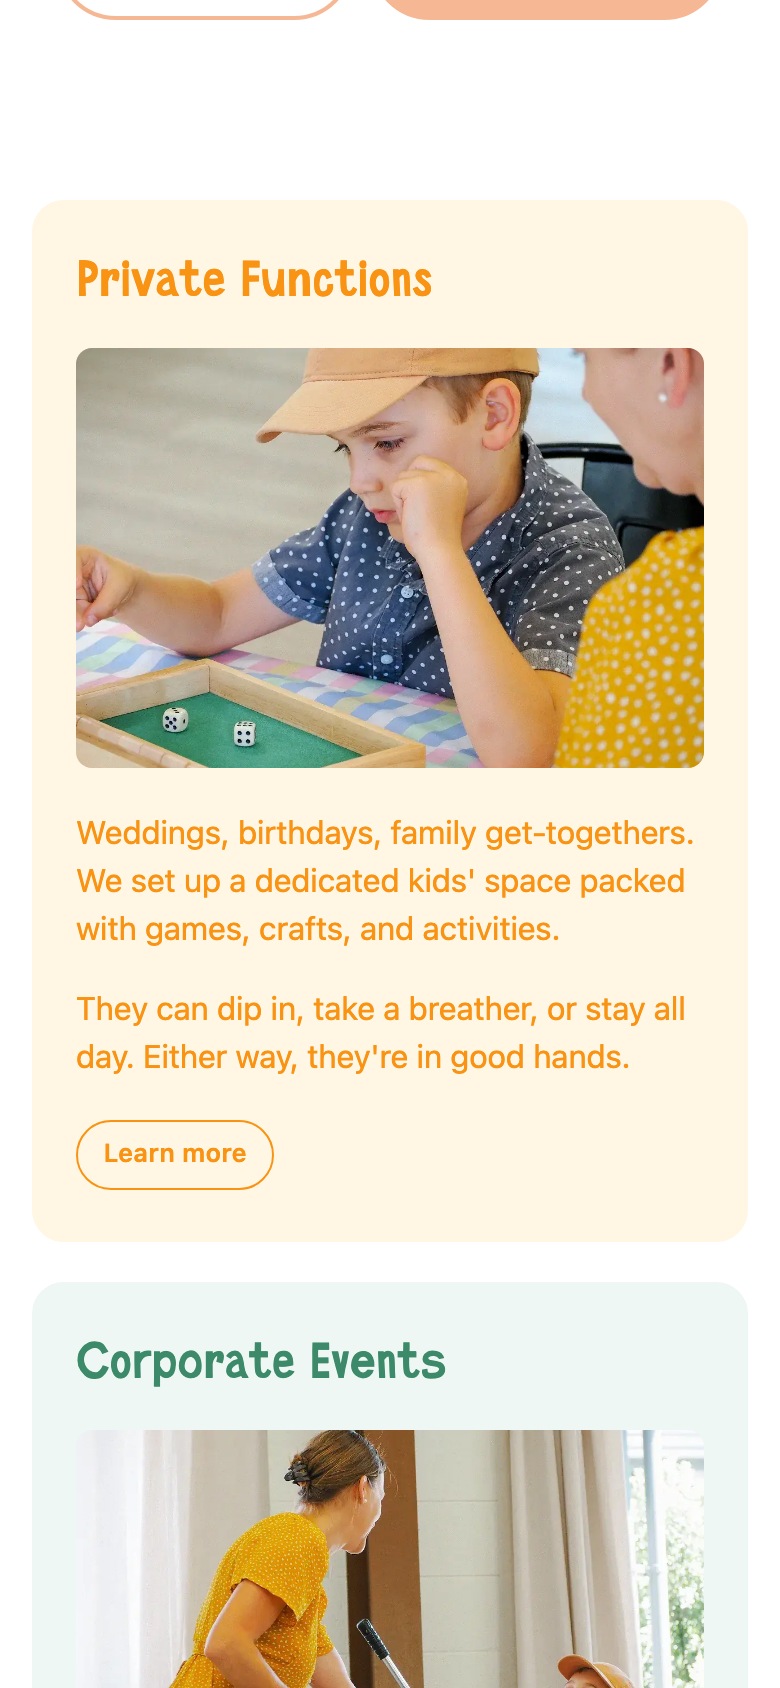 Private Functions
Weddings, birthdays, family get-togethers.
We set up a dedicated kids' space packed
with games, crafts, and activities.
They can dip in, take a breather, or stay all
day. Either way, they're in good hands.
Learn more
Corporate Events